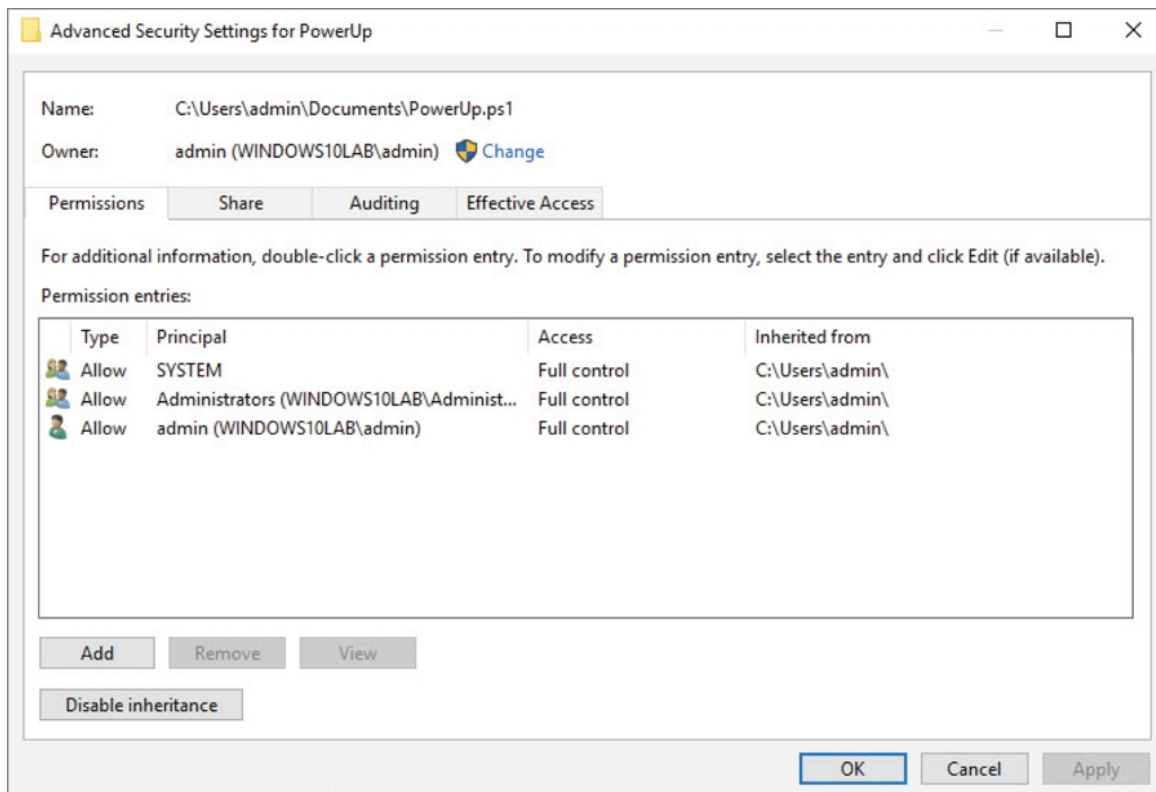 Advanced Security Settings for PowerUp
Name: C:\Users\admin\Documents\PowerUp.ps1
Owner: admin (WINDOWS10LAB\admin) Change
Permissions Share Auditing Effective Access
For additional information, double-click a permission entry. To modify a permission entry, select the entry and click Edit (if available).
Permission entries:
Type Principal Access Inherited from
Allow SYSTEM Full control C:\Users\admin\
Allow Administrators (WINDOWS10LAB\Administ... Full control C:\Users\admin\
Allow admin (WINDOWS10LAB\admin) Full control C:\Users\admin\
Add Remove View
Disable inheritance
OK Cancel Apply